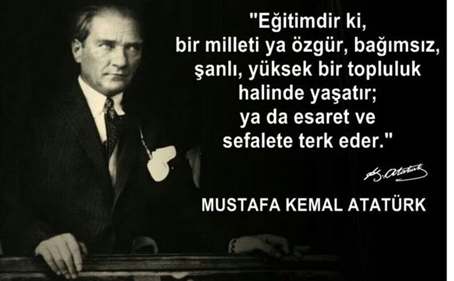 "Eğitimdir ki,
bir milleti ya özgür, bağımsız,
şanlı, yüksek bir topluluk
halinde yaşatır;
ya da esaret ve
sefalete terk eder."
K. Atatürk
MUSTAFA KEMAL ATATÜRK